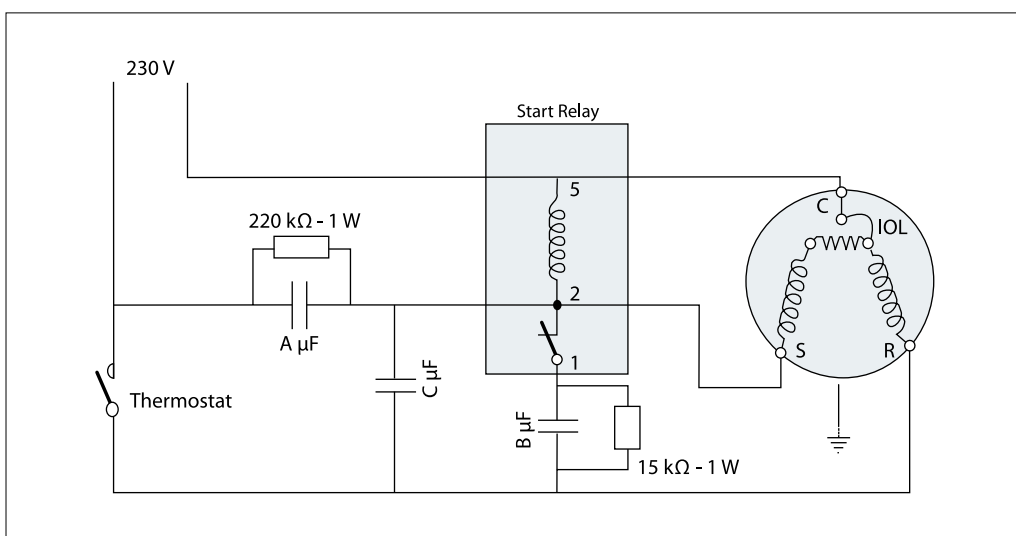 230 V
Start Relay
5
C
IOL
220 kΩ - 1 W
2
A µF
1
S
R
C µF
Thermostat
B µF
15 kΩ - 1 W